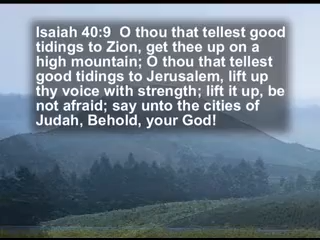 Isaiah 40:9  O thou that tellest good
tidings to Zion, get thee up on a
high mountain; O thou that tellest
good tidings to Jerusalem, lift up
thy voice with strength; lift it up, be
not afraid; say unto the cities of
Judah, Behold, your God!